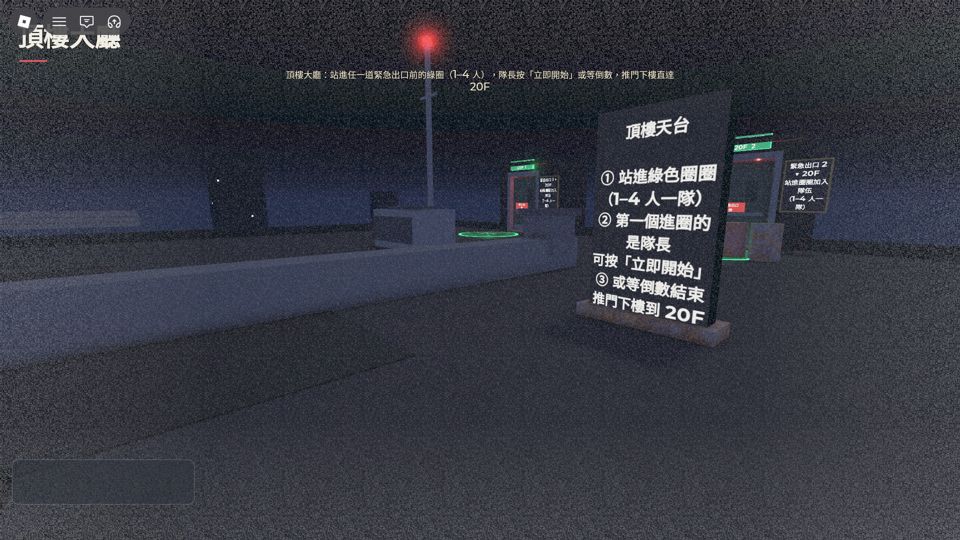 頂樓大廳
頂樓大廳：站進任一道緊急出口前的綠圈（1–4 人），隊長按「立即開始」或等倒數，推門下樓直達
20F
頂樓天台
① 站進綠色圈圈
（1–4 人一隊）
② 第一個進圈的
是隊長
可按「立即開始」
③ 或等倒數結束
推門下樓到 20F
20F 2
緊急出口 2
▼ 20F
站進圈圈加入
隊伍
（1–4 人一
隊）